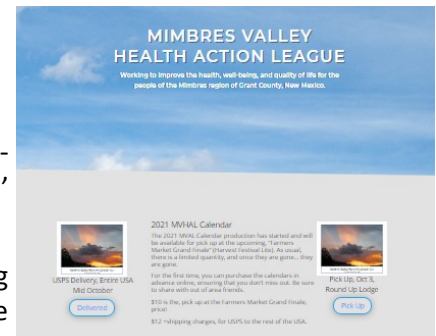 MIMBRES VALLEY
HEALTH ACTION LEAGUE
Working to improve the health, well-being, and quality of life for the
people of the Mimbres region of Grant County, New Mexico.
-
,
g
e
USPS Delivery, Entire USA
Mid October
Delivered
2021 MVHAL Calendar
The 2021 MVAL Calendar production has started and will
be available for pick up at the upcoming, "Farmers
Market Grand Finale" (Harvest Festival Lite). As usual,
there is a limited quantity, and once they are gone... they
are gone.
For the first time, you can purchase the calendars in
advance online, ensuring that you don't miss out. Be sure
to share with out of area friends.
$10 is the, pick up at the Farmers Market Grand Finale,
price!
$12 +shipping charges, for USPS to the rest of the USA.
Pick Up, Oct 3,
Round Up Lodge
Pick Up